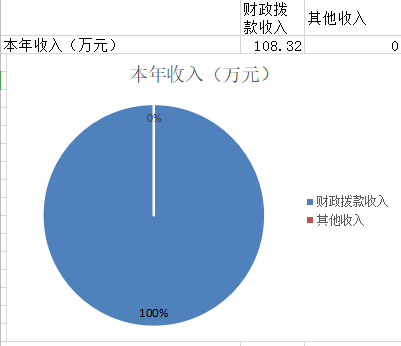 财政拨
款收入
其他收入
本年收入（万元）
108.32
0
本年收入（万元）
0%
财政拨款收入
其他收入
100%